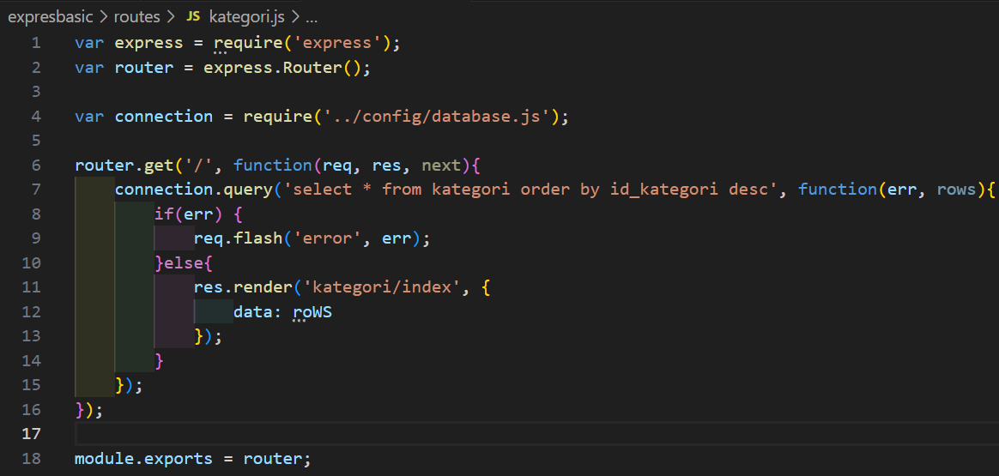 expresbasic > routes > JS kategori.js > ...
1 var express = require('express');
2 var router = express.Router();
3
4 var connection = require('../config/database.js');
5
6 router.get('/', function(req, res, next){
7 connection.query('select * from kategori order by id_kategori desc', function(err, rows){
8 if(err) {
9 req.flash('error', err);
10 }else{
11 res.render('kategori/index', {
12 data: roWS
13 });
14 }
15 });
16 });
17
18 module.exports = router;